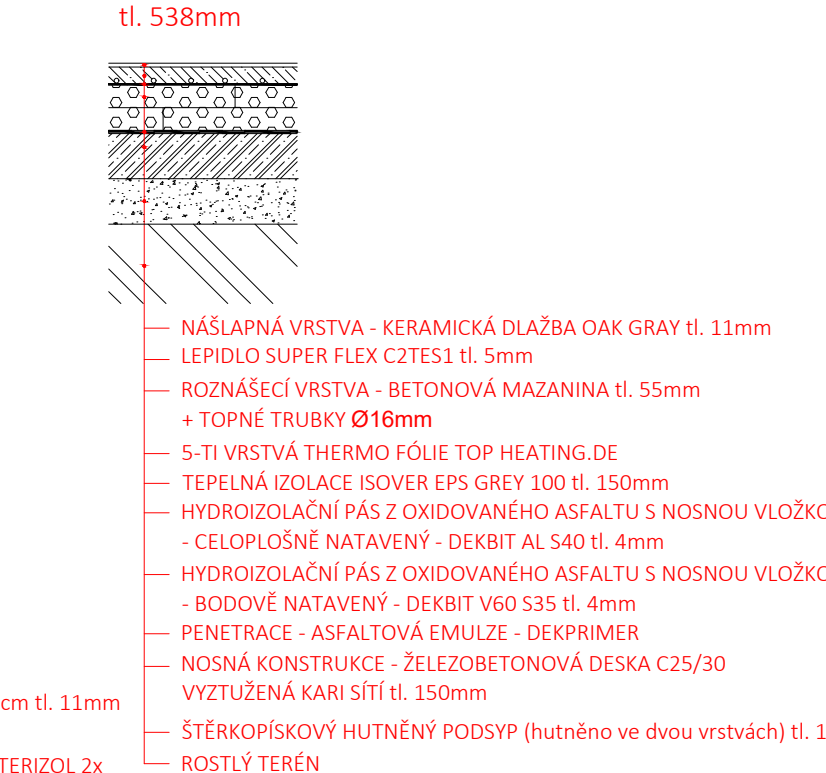 tl. 538mm
NÁŠLAPNÁ VRSTVA - KERAMICKÁ DLAŽBA OAK GRAY tl. 11mm
LEPIDLO SUPER FLEX C2TES1 tl. 5mm
ROZNÁŠECÍ VRSTVA - BETONOVÁ MAZANINA tl. 55mm
+ TOPNÉ TRUBKY Ø16mm
5-TI VRSTVÁ THERMO FÓLIE TOP HEATING.DE
TEPELNÁ IZOLACE ISOVER EPS GREY 100 tl. 150mm
HYDROIZOLAČNÍ PÁS Z OXIDOVANÉHO ASFALTU S NOSNOU VLOŽKO
- CELOPLOŠNĚ NATAVENÝ - DEKBIT AL S40 tl. 4mm
HYDROIZOLAČNÍ PÁS Z OXIDOVANÉHO ASFALTU S NOSNOU VLOŽKO
- BODOVĚ NATAVENÝ - DEKBIT V60 S35 tl. 4mm
PENETRACE - ASFALTOVÁ EMULZE - DEKPRIMER
NOSNÁ KONSTRUKCE - ŽELEZOBETONOVÁ DESKA C25/30
VYZTUŽENÁ KARI SÍTÍ tl. 150mm
cm tl. 11mm
ŠTĚRKOPÍSKOVÝ HUTNĚNÝ PODSYP (hutněno ve dvou vrstvách) tl. 1
TERIZOL 2x
ROSTLÝ TERÉN